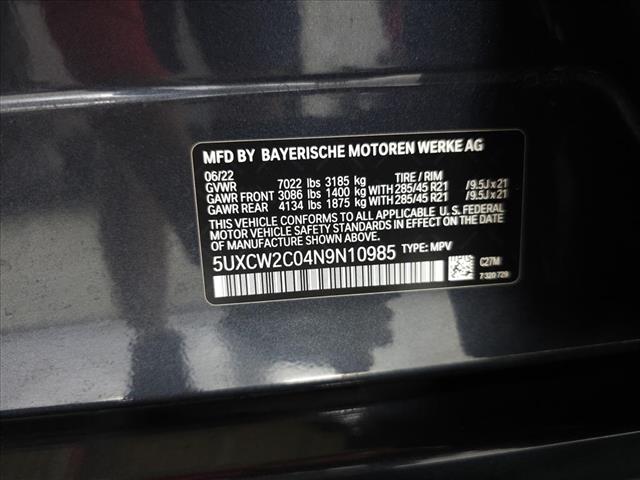 MFD BY BAYERISCHE MOTOREN WERKE AG
06/22 TIRE / RIM
GVWR 7022 lbs 3185 kg
GAWR FRONT 3086 lbs 1400 kg WITH 285/45 R21 /9.5J x 21
GAWR REAR 4134 lbs 1875 kg WITH 285/45 R21 /9.5J x 21
THIS VEHICLE CONFORMS TO ALL APPLICABLE U.S. FEDERAL
MOTOR VEHICLE SAFETY STANDARDS IN EFFECT ON THE
DATE OF MANUFACTURE SHOWN ABOVE.
5UXCW2C04N9N10985 TYPE: MPV
C27M
7 320 729